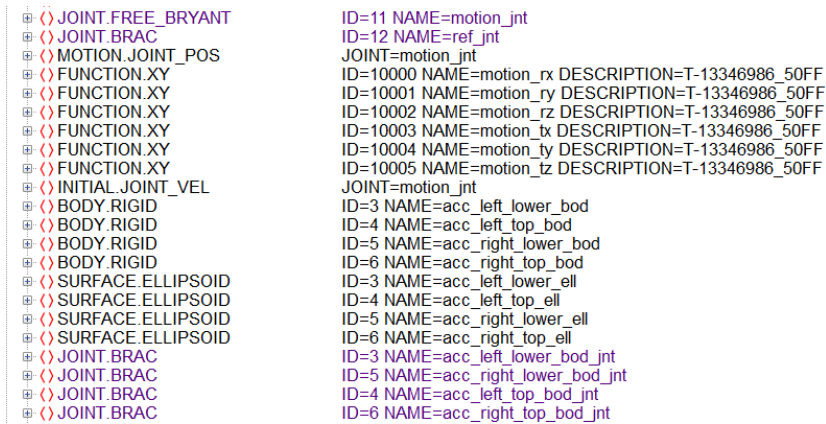 JOINT.FREE_BRYANT ID=11 NAME=motion_jnt
JOINT.BRAC ID=12 NAME=ref_jnt
MOTION.JOINT_POS JOINT=motion_jnt
FUNCTION.XY ID=10000 NAME=motion_rx DESCRIPTION=T-13346986_50FF
FUNCTION.XY ID=10001 NAME=motion_ry DESCRIPTION=T-13346986_50FF
FUNCTION.XY ID=10002 NAME=motion_rz DESCRIPTION=T-13346986_50FF
FUNCTION.XY ID=10003 NAME=motion_tx DESCRIPTION=T-13346986_50FF
FUNCTION.XY ID=10004 NAME=motion_ty DESCRIPTION=T-13346986_50FF
FUNCTION.XY ID=10005 NAME=motion_tz DESCRIPTION=T-13346986_50FF
INITIAL.JOINT_VEL JOINT=motion_jnt
BODY.RIGID ID=3 NAME=acc_left_lower_bod
BODY.RIGID ID=4 NAME=acc_left_top_bod
BODY.RIGID ID=5 NAME=acc_right_lower_bod
BODY.RIGID ID=6 NAME=acc_right_top_bod
SURFACE.ELLIPSOID ID=3 NAME=acc_left_lower_ell
SURFACE.ELLIPSOID ID=4 NAME=acc_left_top_ell
SURFACE.ELLIPSOID ID=5 NAME=acc_right_lower_ell
SURFACE.ELLIPSOID ID=6 NAME=acc_right_top_ell
JOINT.BRAC ID=3 NAME=acc_left_lower_bod_jnt
JOINT.BRAC ID=5 NAME=acc_right_lower_bod_jnt
JOINT.BRAC ID=4 NAME=acc_left_top_bod_jnt
JOINT.BRAC ID=6 NAME=acc_right_top_bod_jnt